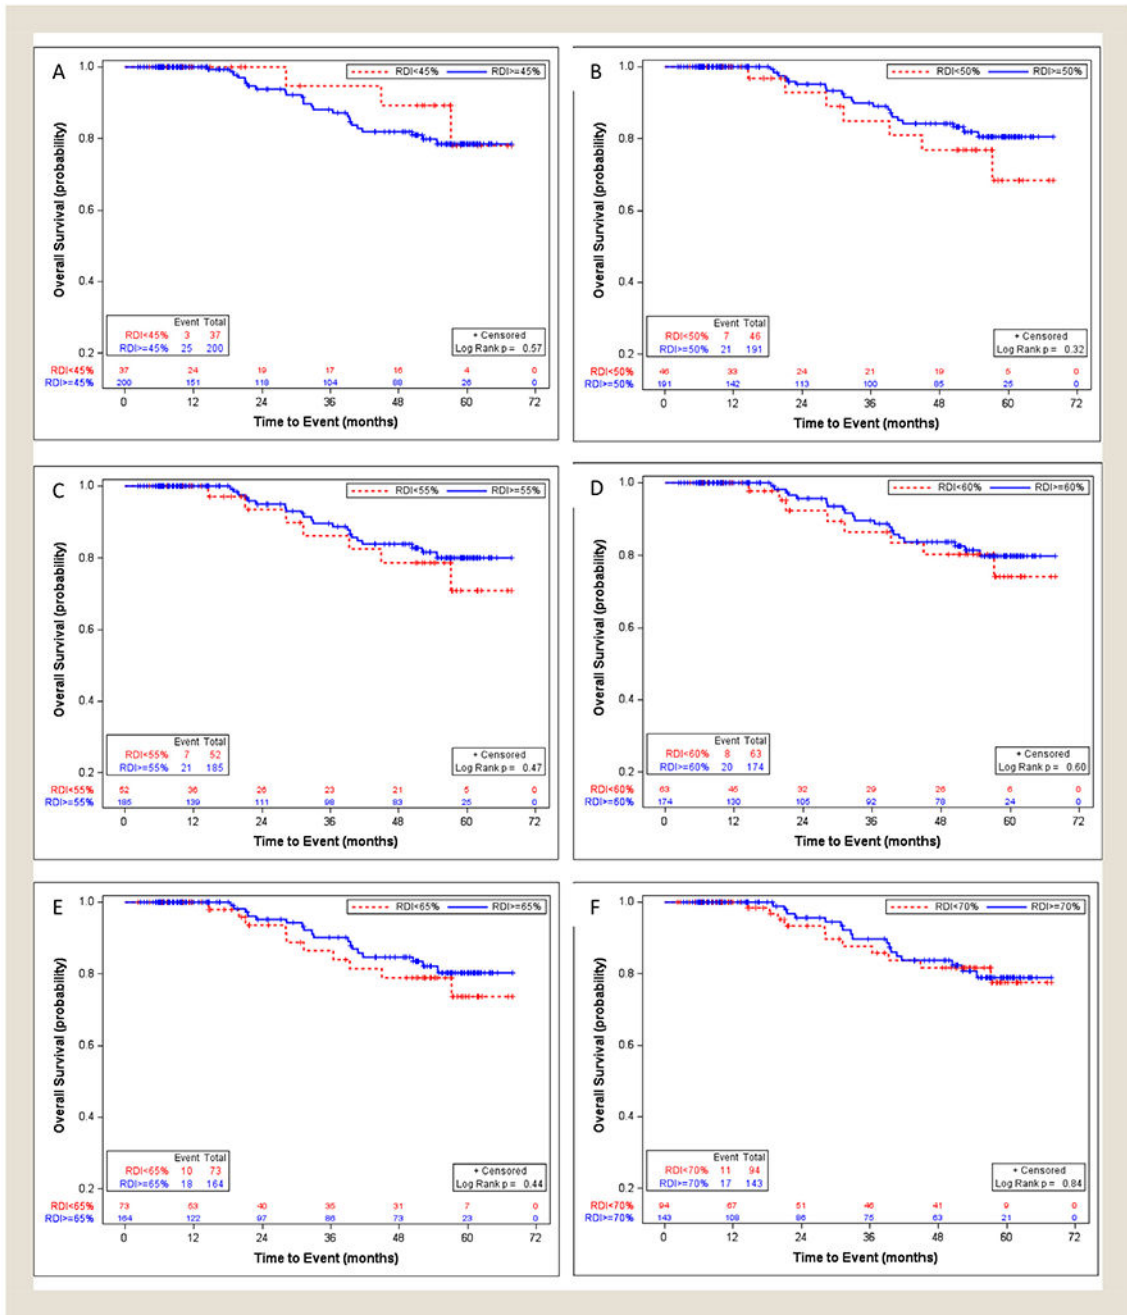 A
RDI<45% RDI>=45%
1.0
0.8
0.6
0.4
0.2
Overall Survival (probability)
Event Total
RDI<45% 3 37
RDI>=45% 25 200
+ Censored
Log Rank p = 0.57
RDI<45% 37 24 19 17 16 4 0
RDI>=45% 200 151 118 104 88 26 0
0 12 24 36 48 60 72
Time to Event (months)
B
RDI<50% RDI>=50%
1.0
0.8
0.6
0.4
0.2
Overall Survival (probability)
Event Total
RDI<50% 7 46
RDI>=50% 21 191
+ Censored
Log Rank p = 0.32
RDI<50% 46 33 24 21 19 5 0
RDI>=50% 191 142 113 100 85 25 0
0 12 24 36 48 60 72
Time to Event (months)
C
RDI<55% RDI>=55%
1.0
0.8
0.6
0.4
0.2
Overall Survival (probability)
Event Total
RDI<55% 7 52
RDI>=55% 21 185
+ Censored
Log Rank p = 0.47
RDI<55% 52 36 26 23 21 5 0
RDI>=55% 185 139 111 98 83 25 0
0 12 24 36 48 60 72
Time to Event (months)
D
RDI<60% RDI>=60%
1.0
0.8
0.6
0.4
0.2
Overall Survival (probability)
Event Total
RDI<60% 8 63
RDI>=60% 20 174
+ Censored
Log Rank p = 0.60
RDI<60% 63 45 32 29 26 6 0
RDI>=60% 174 130 105 92 78 24 0
0 12 24 36 48 60 72
Time to Event (months)
E
RDI<65% RDI>=65%
1.0
0.8
0.6
0.4
0.2
Overall Survival (probability)
Event Total
RDI<65% 10 73
RDI>=65% 18 164
+ Censored
Log Rank p = 0.44
RDI<65% 73 53 40 35 31 7 0
RDI>=65% 164 122 97 86 73 23 0
0 12 24 36 48 60 72
Time to Event (months)
F
RDI<70% RDI>=70%
1.0
0.8
0.6
0.4
0.2
Overall Survival (probability)
Event Total
RDI<70% 11 94
RDI>=70% 17 143
+ Censored
Log Rank p = 0.84
RDI<70% 94 67 51 46 41 9 0
RDI>=70% 143 108 86 75 63 21 0
0 12 24 36 48 60 72
Time to Event (months)